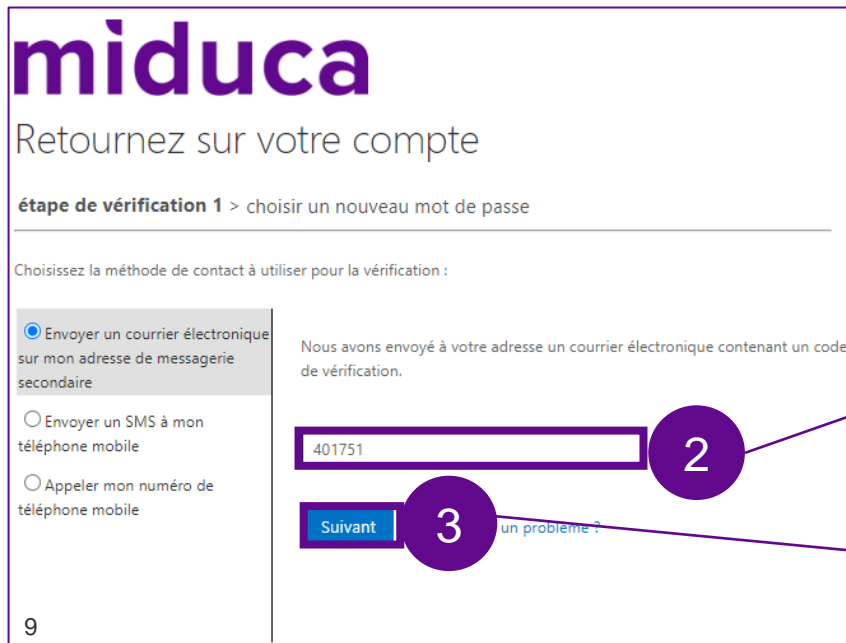 miduca
Retournez sur votre compte
étape de vérification 1 > choisir un nouveau mot de passe
Choisissez la méthode de contact à utiliser pour la vérification :
Envoyer un courrier électronique
sur mon adresse de messagerie
secondaire
Envoyer un SMS à mon
téléphone mobile
Appeler mon numéro de
téléphone mobile
Nous avons envoyé à votre adresse un courrier électronique contenant un code
de vérification.
401751
2
Suivant
3
un problème ?
9